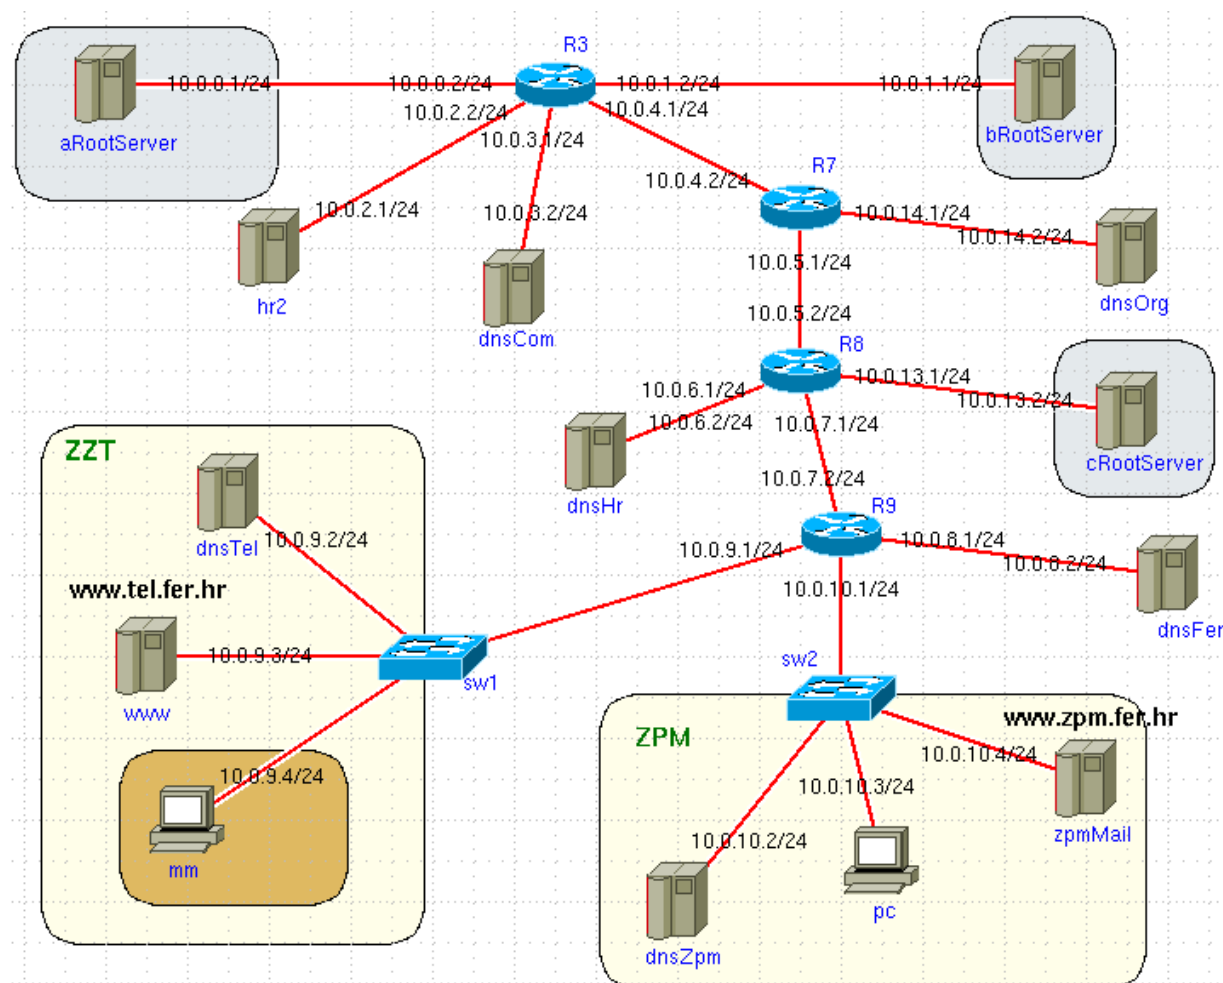 R3
10.0.0.1/24
10.0.0.2/24
10.0.1.2/24
10.0.1.1/24
10.0.2.2/24
10.0.4.1/24
aRootServer
bRootServer
10.0.3.1/24
R7
10.0.4.2/24
10.0.2.1/24
10.0.3.2/24
10.0.14.1/24
10.0.14.2/24
10.0.5.1/24
hr2
dnsCom
dnsOrg
10.0.5.2/24
R8
10.0.6.1/24
10.0.13.1/24
10.0.13.2/24
10.0.6.2/24
10.0.7.1/24
ZZT
cRootServer
10.0.7.2/24
dnsHr
R9
dnsTel
10.0.9.2/24
10.0.9.1/24
10.0.8.1/24
10.0.8.2/24
www.tel.fer.hr
10.0.10.1/24
dnsFer
10.0.9.3/24
sw2
sw1
www
www.zpm.fer.hr
ZPM
10.0.10.4/24
10.0.9.4/24
10.0.10.3/24
zpmMail
10.0.10.2/24
mm
pc
dnsZpm